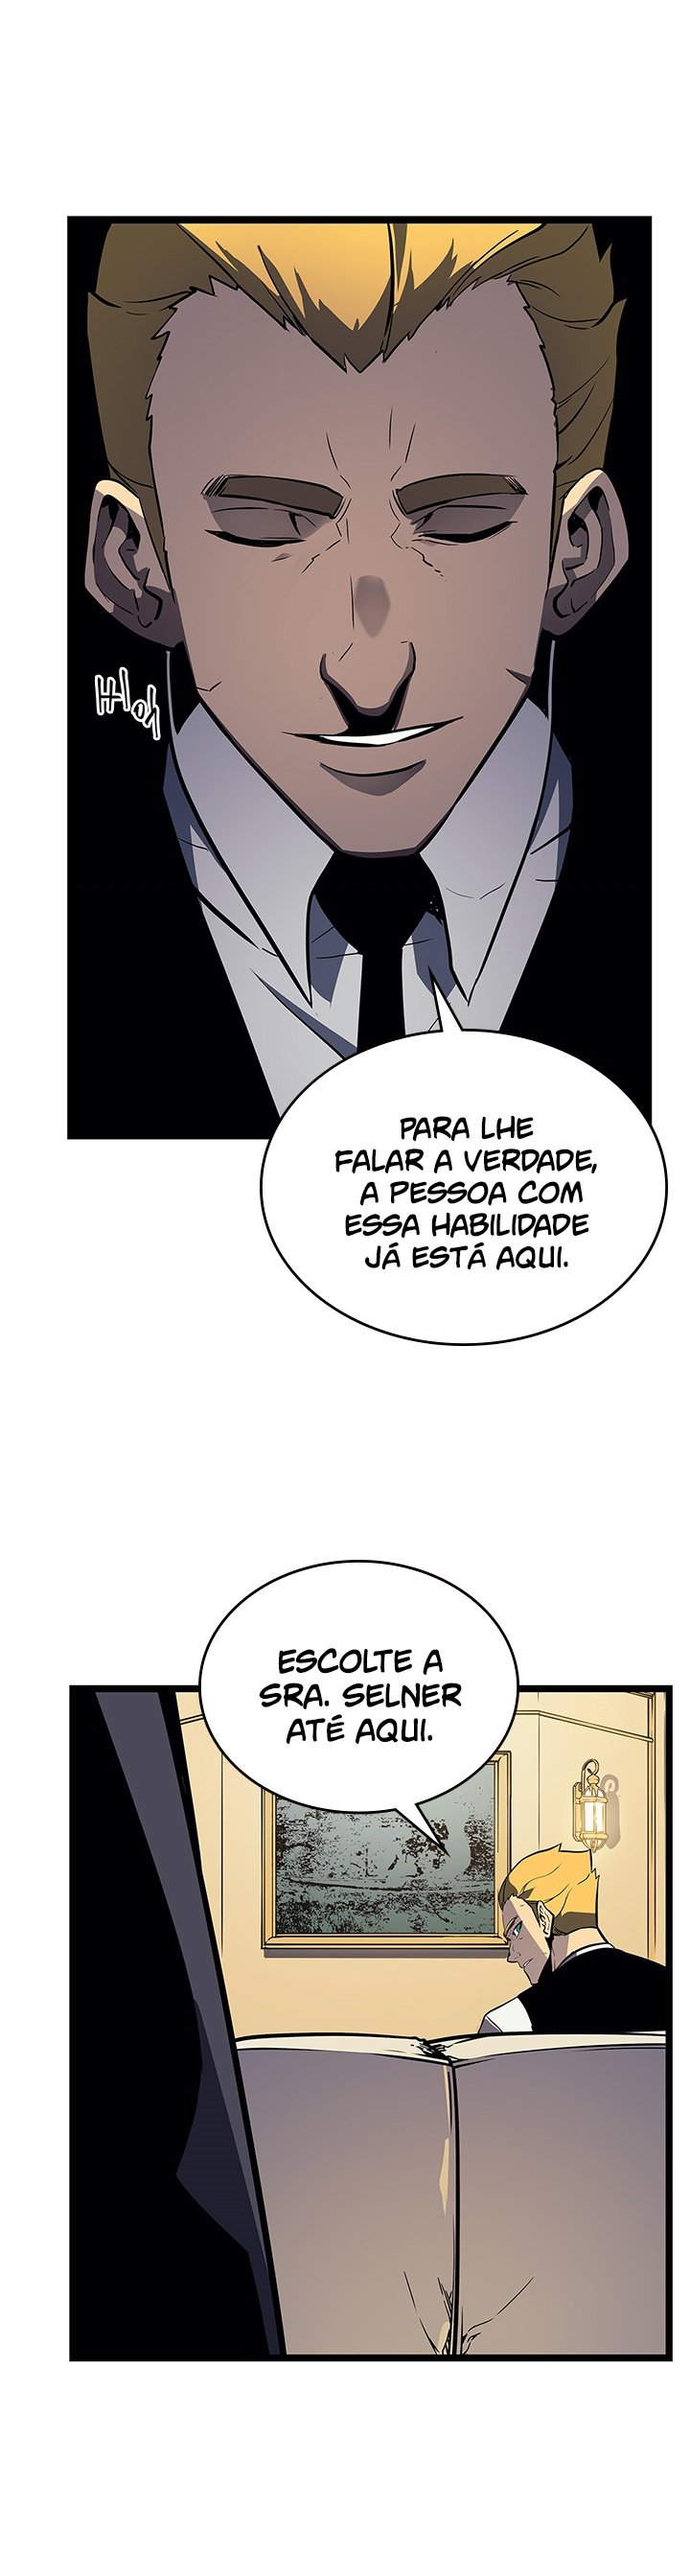 PARA LHE
FALAR A VERDADE,
A PESSOA COM
ESSA HABILIDADE
JÁ ESTÁ AQUI.
ESCOLTE A
SRA. SELNER
ATÉ AQUI.